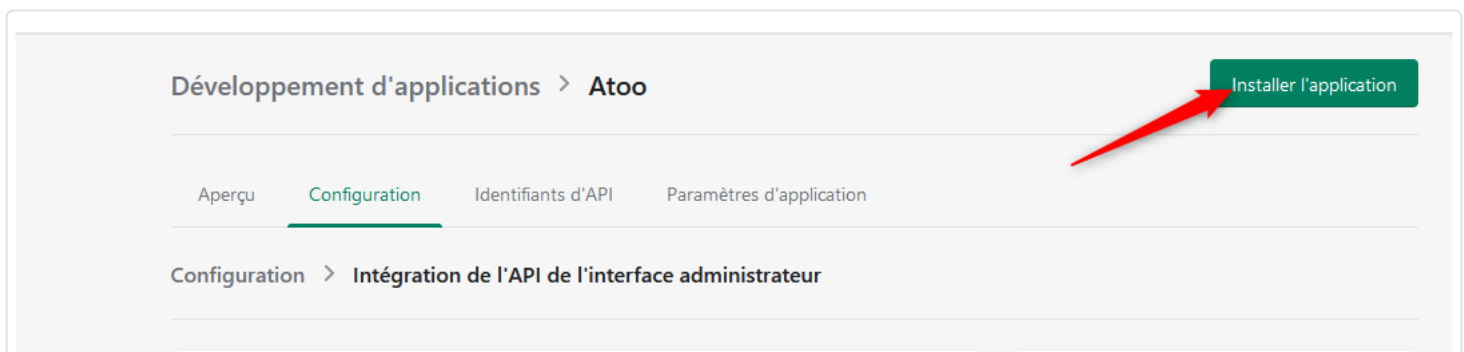 Développement d'applications > Atoo
Installer l'application
Aperçu Configuration Identifiants d'API Paramètres d'application
Configuration > Intégration de l'API de l'interface administrateur